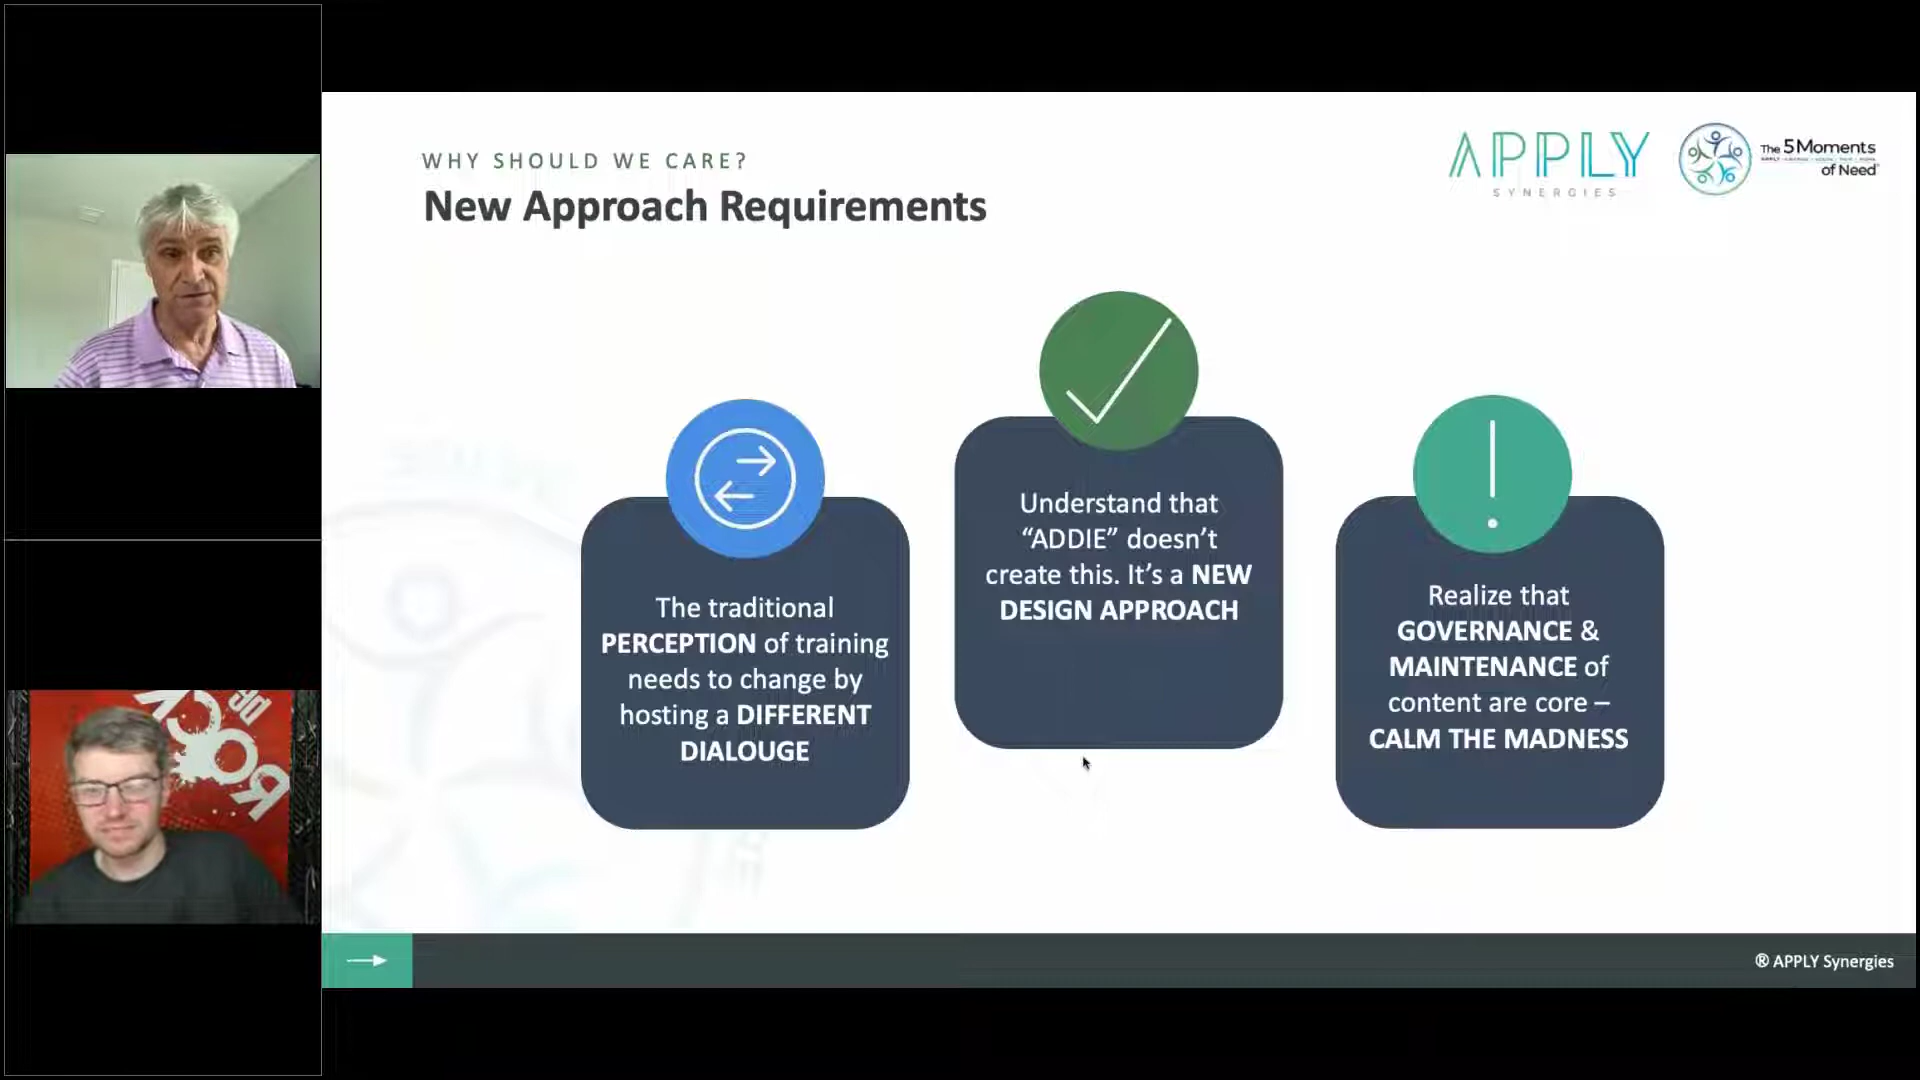 WHY SHOULD WE CARE?
New Approach Requirements
APPLY
SYNERGIES
The 5 Moments
of Need
The traditional
PERCEPTION of training
needs to change by
hosting a DIFFERENT
DIALOUGE
Understand that
“ADDIE” doesn’t
create this. It’s a NEW
DESIGN APPROACH
Realize that
GOVERNANCE &
MAINTENANCE of
content are core –
CALM THE MADNESS
® APPLY Synergies
ROCK